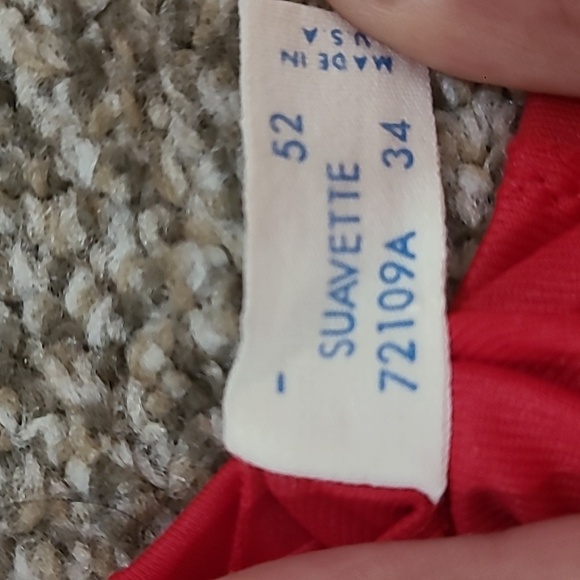 - 52
SUAVETTE
72109A 34
MADE IN
U S A